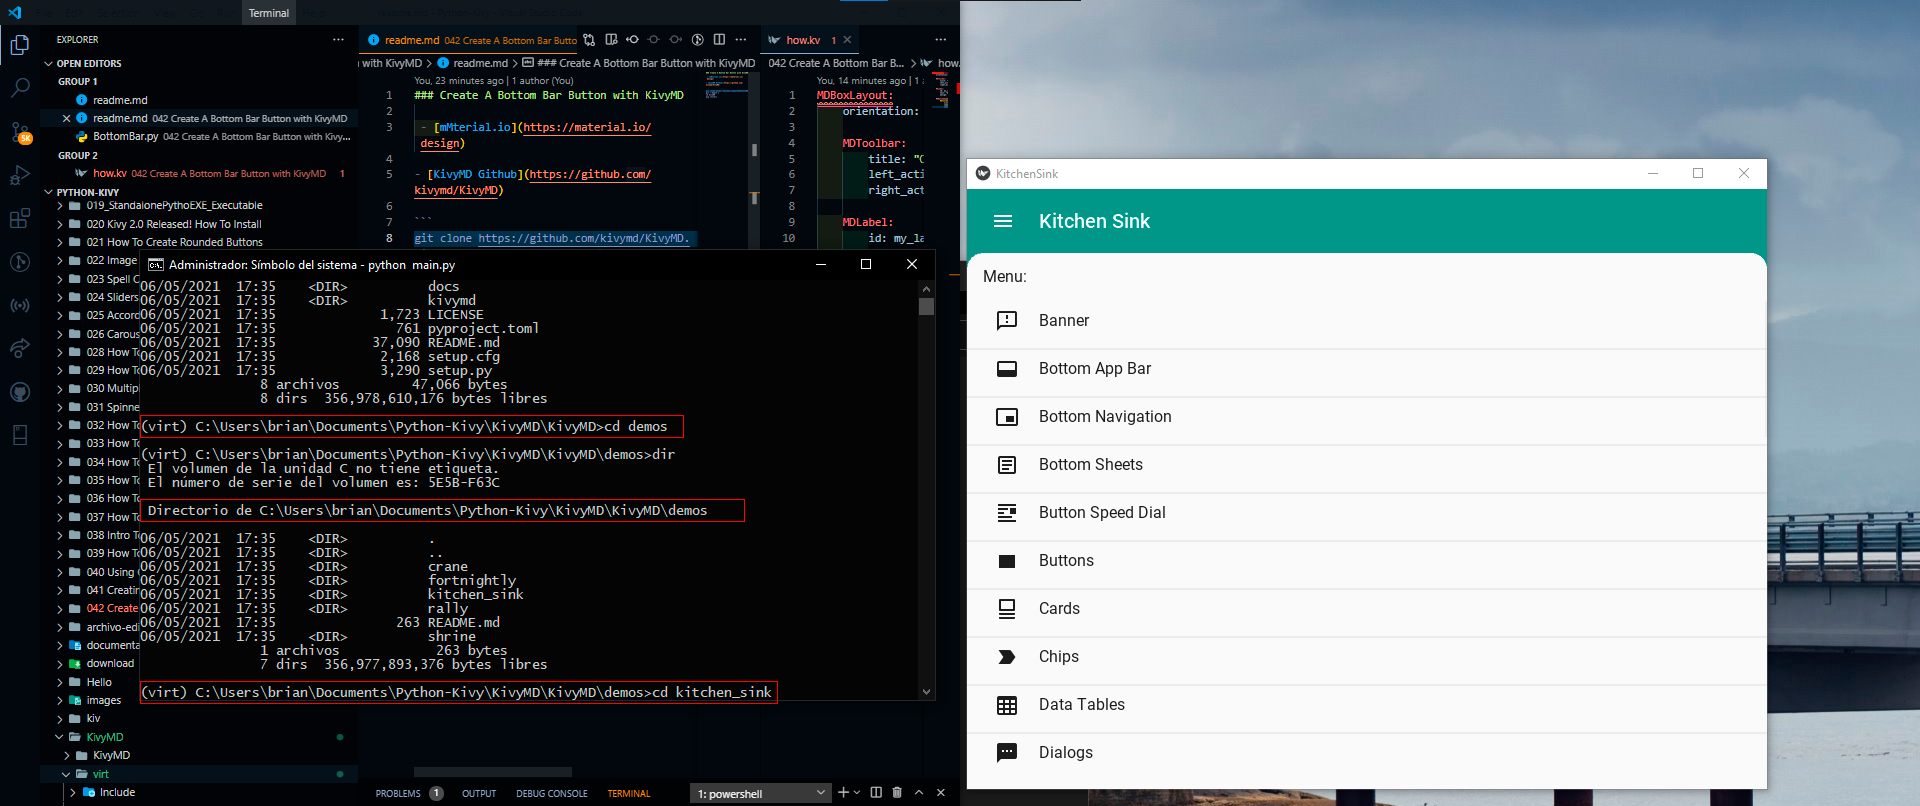 Terminal
EXPLORER
OPEN EDITORS
GROUP 1
readme.md
readme.md 042 Create A Bottom Bar Button with KivyMD
BottomBar.py 042 Create A Bottom Bar Button with Kivy...
GROUP 2
how.kv 042 Create A Bottom Bar Button with KivyMD 1
PYTHON-KIVY
019_StandalonePythoEXE_Executable
020 Kivy 2.0 Released! How To Install
021 How To Create Rounded Buttons
022 Image
023 Spell C
024 Sliders
025 Accord
026 Carous
028 How To
029 How To
030 Multipl
031 Spinne
032 How To
033 How To
034 How To
035 How To
036 How To
037 How To
038 Intro T
039 How To
040 Using
041 Creatin
042 Create
archivo-edi
documenta
download
Hello
images
kiv
KivyMD
KivyMD
virt
Include
5K
readme.md 042 Create A Bottom Bar Butto
with KivyMD > readme.md > ### Create A Bottom Bar Button with KivyMD
You, 23 minutes ago | 1 author (You)
1 ### Create A Bottom Bar Button with KivyMD
2
3 - [mMterial.io](https://material.io/
design)
4
5 - [KivyMD Github](https://github.com/
kivymd/KivyMD)
6
7 ```
8 git clone https://github.com/kivymd/KivyMD.
how.kv 1
042 Create A Bottom Bar B... > how.
You, 14 minutes ago | 1
1 MDBoxLayout:
2 orientation:
3
4 MDToolbar:
5 title: "C
6 left_acti
7 right_act
8
9 MDLabel:
10 id: my_la
Administrador: Símbolo del sistema - python main.py
06/05/2021 17:35 <DIR> docs
06/05/2021 17:35 <DIR> kivymd
06/05/2021 17:35 1,723 LICENSE
06/05/2021 17:35 761 pyproject.toml
06/05/2021 17:35 37,090 README.md
06/05/2021 17:35 2,168 setup.cfg
06/05/2021 17:35 3,290 setup.py
8 archivos 47,066 bytes
8 dirs 356,978,610,176 bytes libres
(virt) C:\Users\brian\Documents\Python-Kivy\KivyMD\KivyMD>cd demos
(virt) C:\Users\brian\Documents\Python-Kivy\KivyMD\KivyMD\demos>dir
El volumen de la unidad C no tiene etiqueta.
El número de serie del volumen es: 5E5B-F63C
Directorio de C:\Users\brian\Documents\Python-Kivy\KivyMD\KivyMD\demos
06/05/2021 17:35 <DIR> .
06/05/2021 17:35 <DIR> ..
06/05/2021 17:35 <DIR> crane
06/05/2021 17:35 <DIR> fortnightly
06/05/2021 17:35 <DIR> kitchen_sink
06/05/2021 17:35 <DIR> rally
06/05/2021 17:35 263 README.md
06/05/2021 17:35 <DIR> shrine
1 archivos 263 bytes
7 dirs 356,977,893,376 bytes libres
(virt) C:\Users\brian\Documents\Python-Kivy\KivyMD\KivyMD\demos>cd kitchen_sink
PROBLEMS 1 OUTPUT DEBUG CONSOLE TERMINAL 1: powershell
KitchenSink
Kitchen Sink
Menu:
Banner
Bottom App Bar
Bottom Navigation
Bottom Sheets
Button Speed Dial
Buttons
Cards
Chips
Data Tables
Dialogs